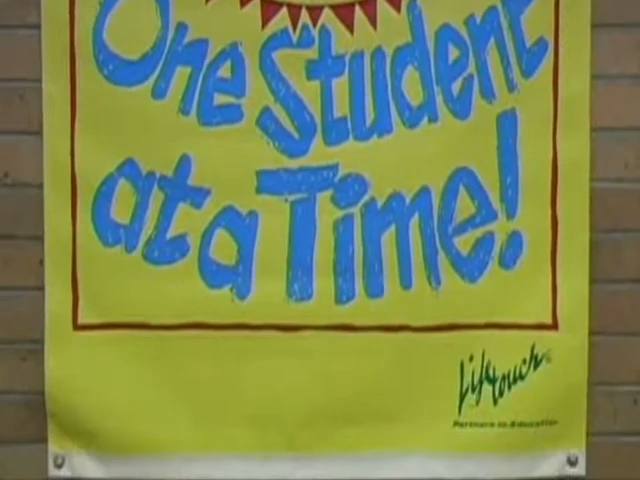 One Student
at a Time!
Lifetouch
Partners in Education